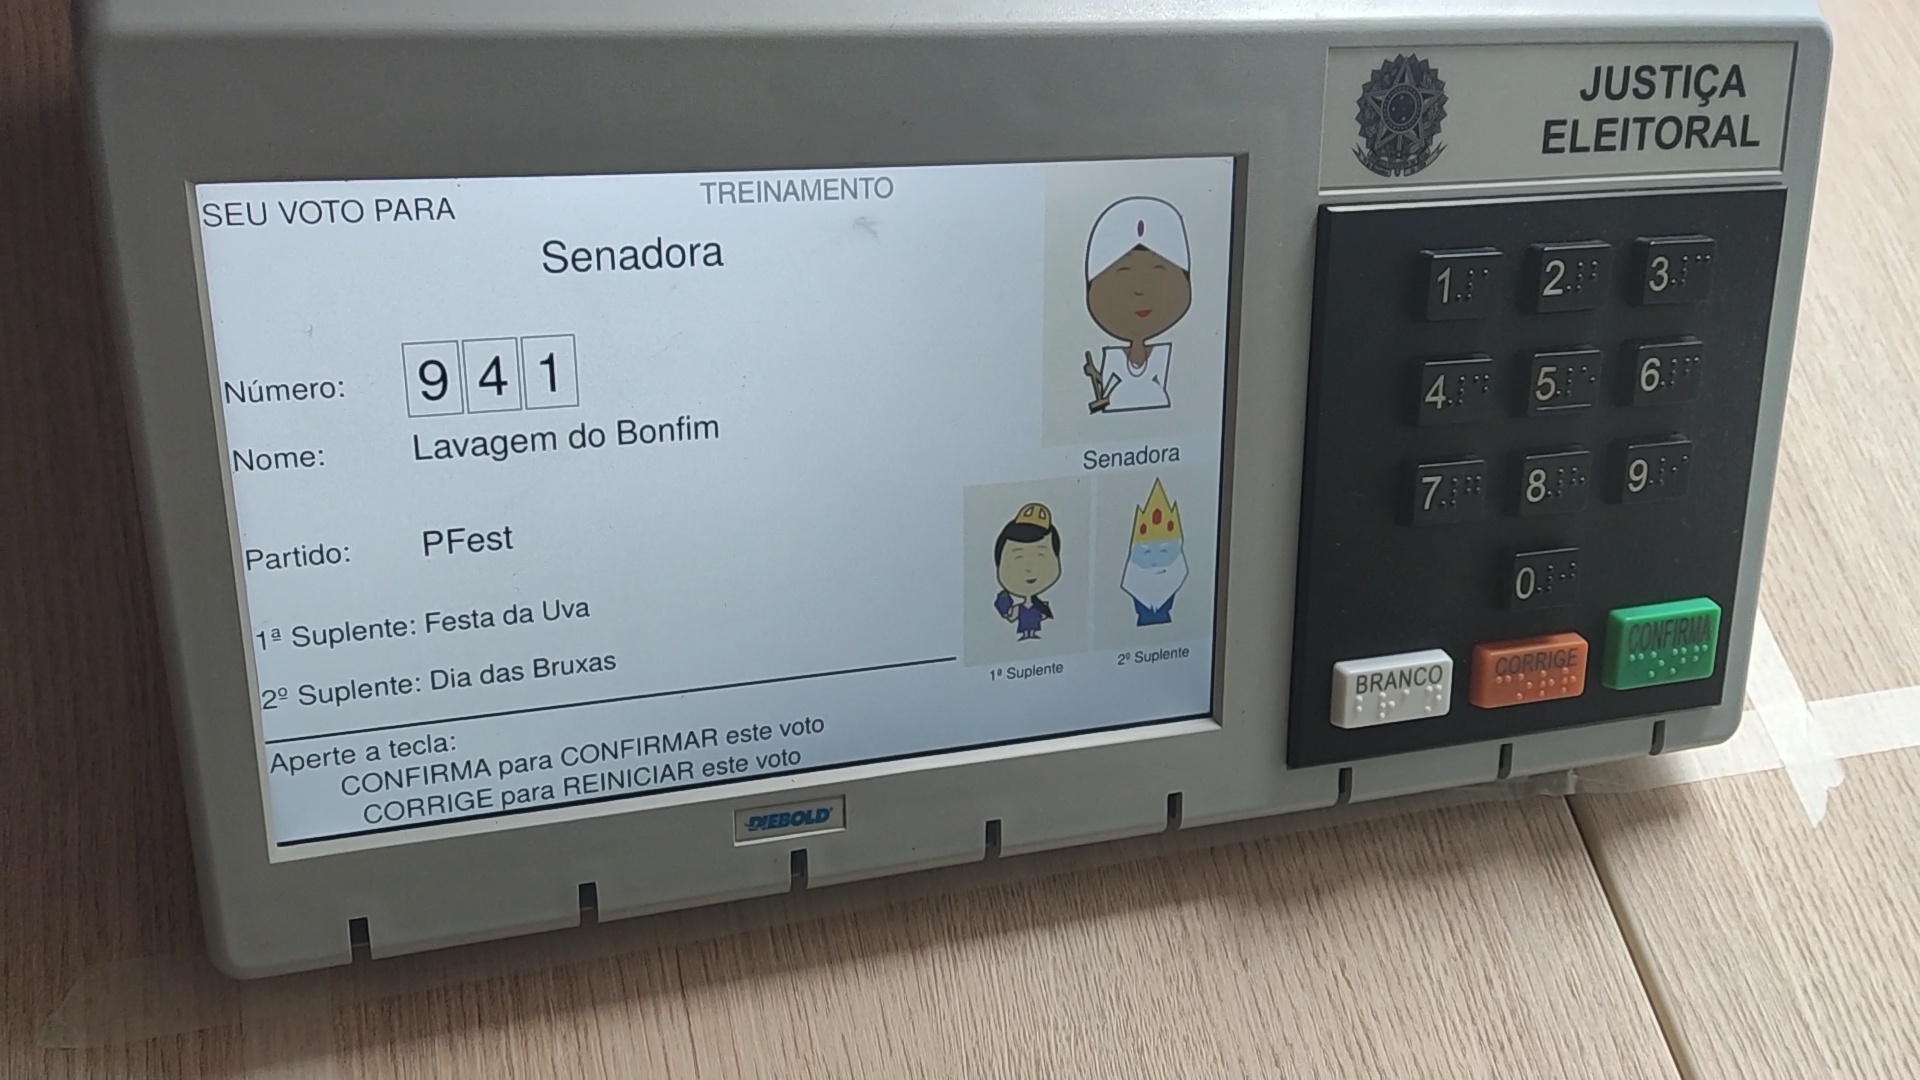 JUSTIÇA
ELEITORAL
TREINAMENTO
SEU VOTO PARA
Senadora
Número: 9 4 1
Nome: Lavagem do Bonfim
Senadora
Partido: PFest
1ª Suplente: Festa da Uva
2º Suplente: Dia das Bruxas
1ª Suplente
2º Suplente
Aperte a tecla:
CONFIRMA para CONFIRMAR este voto
CORRIGE para REINICIAR este voto
DIEBOLD
1 2 3
4 5 6
7 8 9
0
BRANCO CORRIGE CONFIRMA